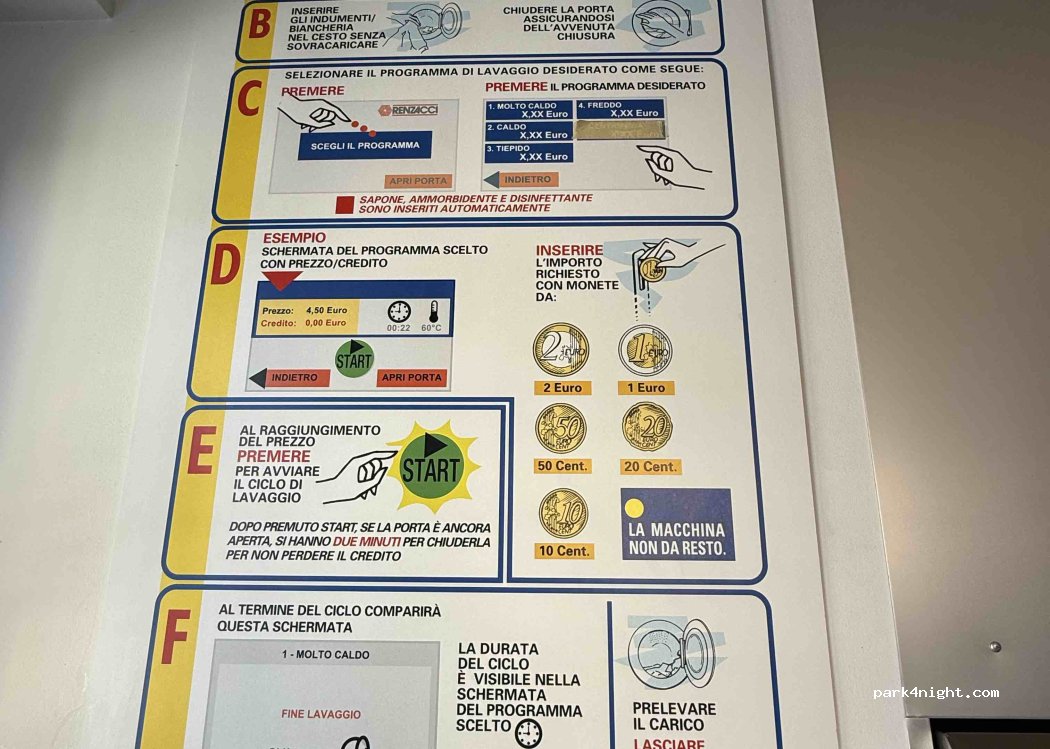 B
INSERIRE
GLI INDUMENTI/
BIANCHERIA
NEL CESTO SENZA
SOVRACARICARE
CHIUDERE LA PORTA
ASSICURANDOSI
DELL'AVVENUTA
CHIUSURA
C
SELEZIONARE IL PROGRAMMA DI LAVAGGIO DESIDERATO COME SEGUE:
PREMERE
RENZACCI
SCEGLI IL PROGRAMMA
APRI PORTA
PREMERE IL PROGRAMMA DESIDERATO
1. MOLTO CALDO
X,XX Euro
2. CALDO
X,XX Euro
3. TIEPIDO
X,XX Euro
4. FREDDO
X,XX Euro
INDIETRO
SAPONE, AMMORBIDENTE E DISINFETTANTE
SONO INSERITI AUTOMATICAMENTE
D
ESEMPIO
SCHERMATA DEL PROGRAMMA SCELTO
CON PREZZO/CREDITO
Prezzo: 4,50 Euro
Credito: 0,00 Euro
00:22 60°C
START
INDIETRO
APRI PORTA
INSERIRE
L'IMPORTO
RICHIESTO
CON MONETE
DA:
2 EURO
1 EURO
2 Euro
1 Euro
50
20
50 Cent.
20 Cent.
10
10 Cent.
LA MACCHINA
NON DA RESTO.
E
AL RAGGIUNGIMENTO
DEL PREZZO
PREMERE
PER AVVIARE
IL CICLO DI
LAVAGGIO
START
DOPO PREMUTO START, SE LA PORTA È ANCORA
APERTA, SI HANNO DUE MINUTI PER CHIUDERLA
PER NON PERDERE IL CREDITO
F
AL TERMINE DEL CICLO COMPARIRÀ
QUESTA SCHERMATA
1 - MOLTO CALDO
FINE LAVAGGIO
LA DURATA
DEL CICLO
È VISIBILE NELLA
SCHERMATA
DEL PROGRAMMA
SCELTO
PRELEVARE
IL CARICO
LASCIARE
park4night.com